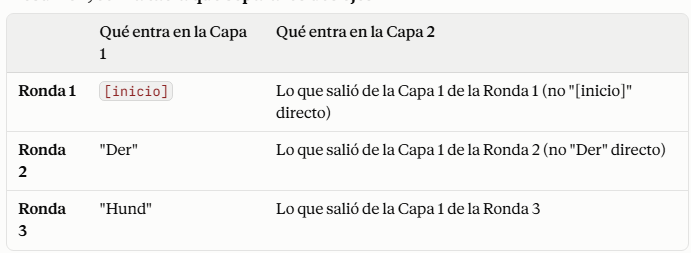 Qué entra en la Capa 1
Qué entra en la Capa 2
Ronda 1
[inicio]
Lo que salió de la Capa 1 de la Ronda 1 (no "[inicio]"
directo)
Ronda
2
"Der"
Lo que salió de la Capa 1 de la Ronda 2 (no "Der" directo)
Ronda
3
"Hund"
Lo que salió de la Capa 1 de la Ronda 3